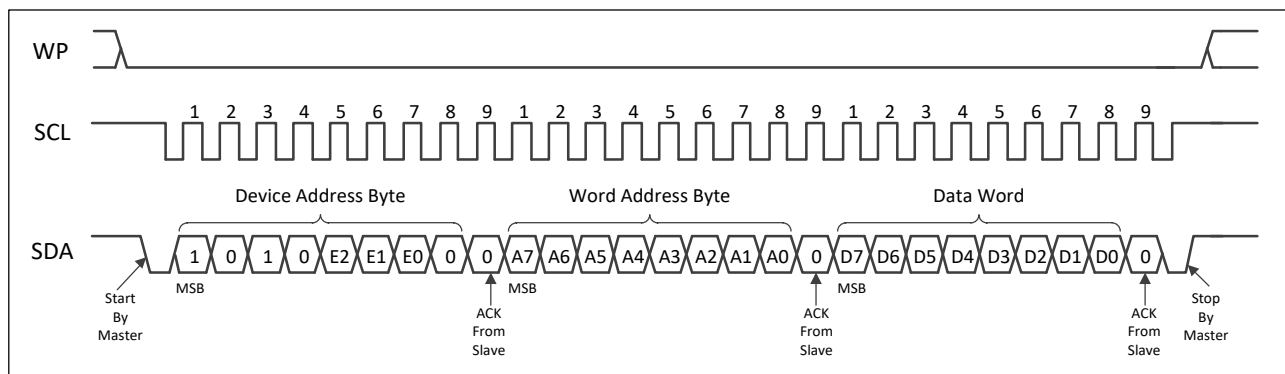 WP
1 2 3 4 5 6 7 8 9 1 2 3 4 5 6 7 8 9 1 2 3 4 5 6 7 8 9
SCL
Device Address Byte Word Address Byte Data Word
SDA 1 0 1 0 E2 E1 E0 0 0 A7 A6 A5 A4 A3 A2 A1 A0 0 D7 D6 D5 D4 D3 D2 D1 D0 0
MSB MSB MSB
Start By Master
ACK From Slave
ACK From Slave
ACK From Slave
Stop By Master